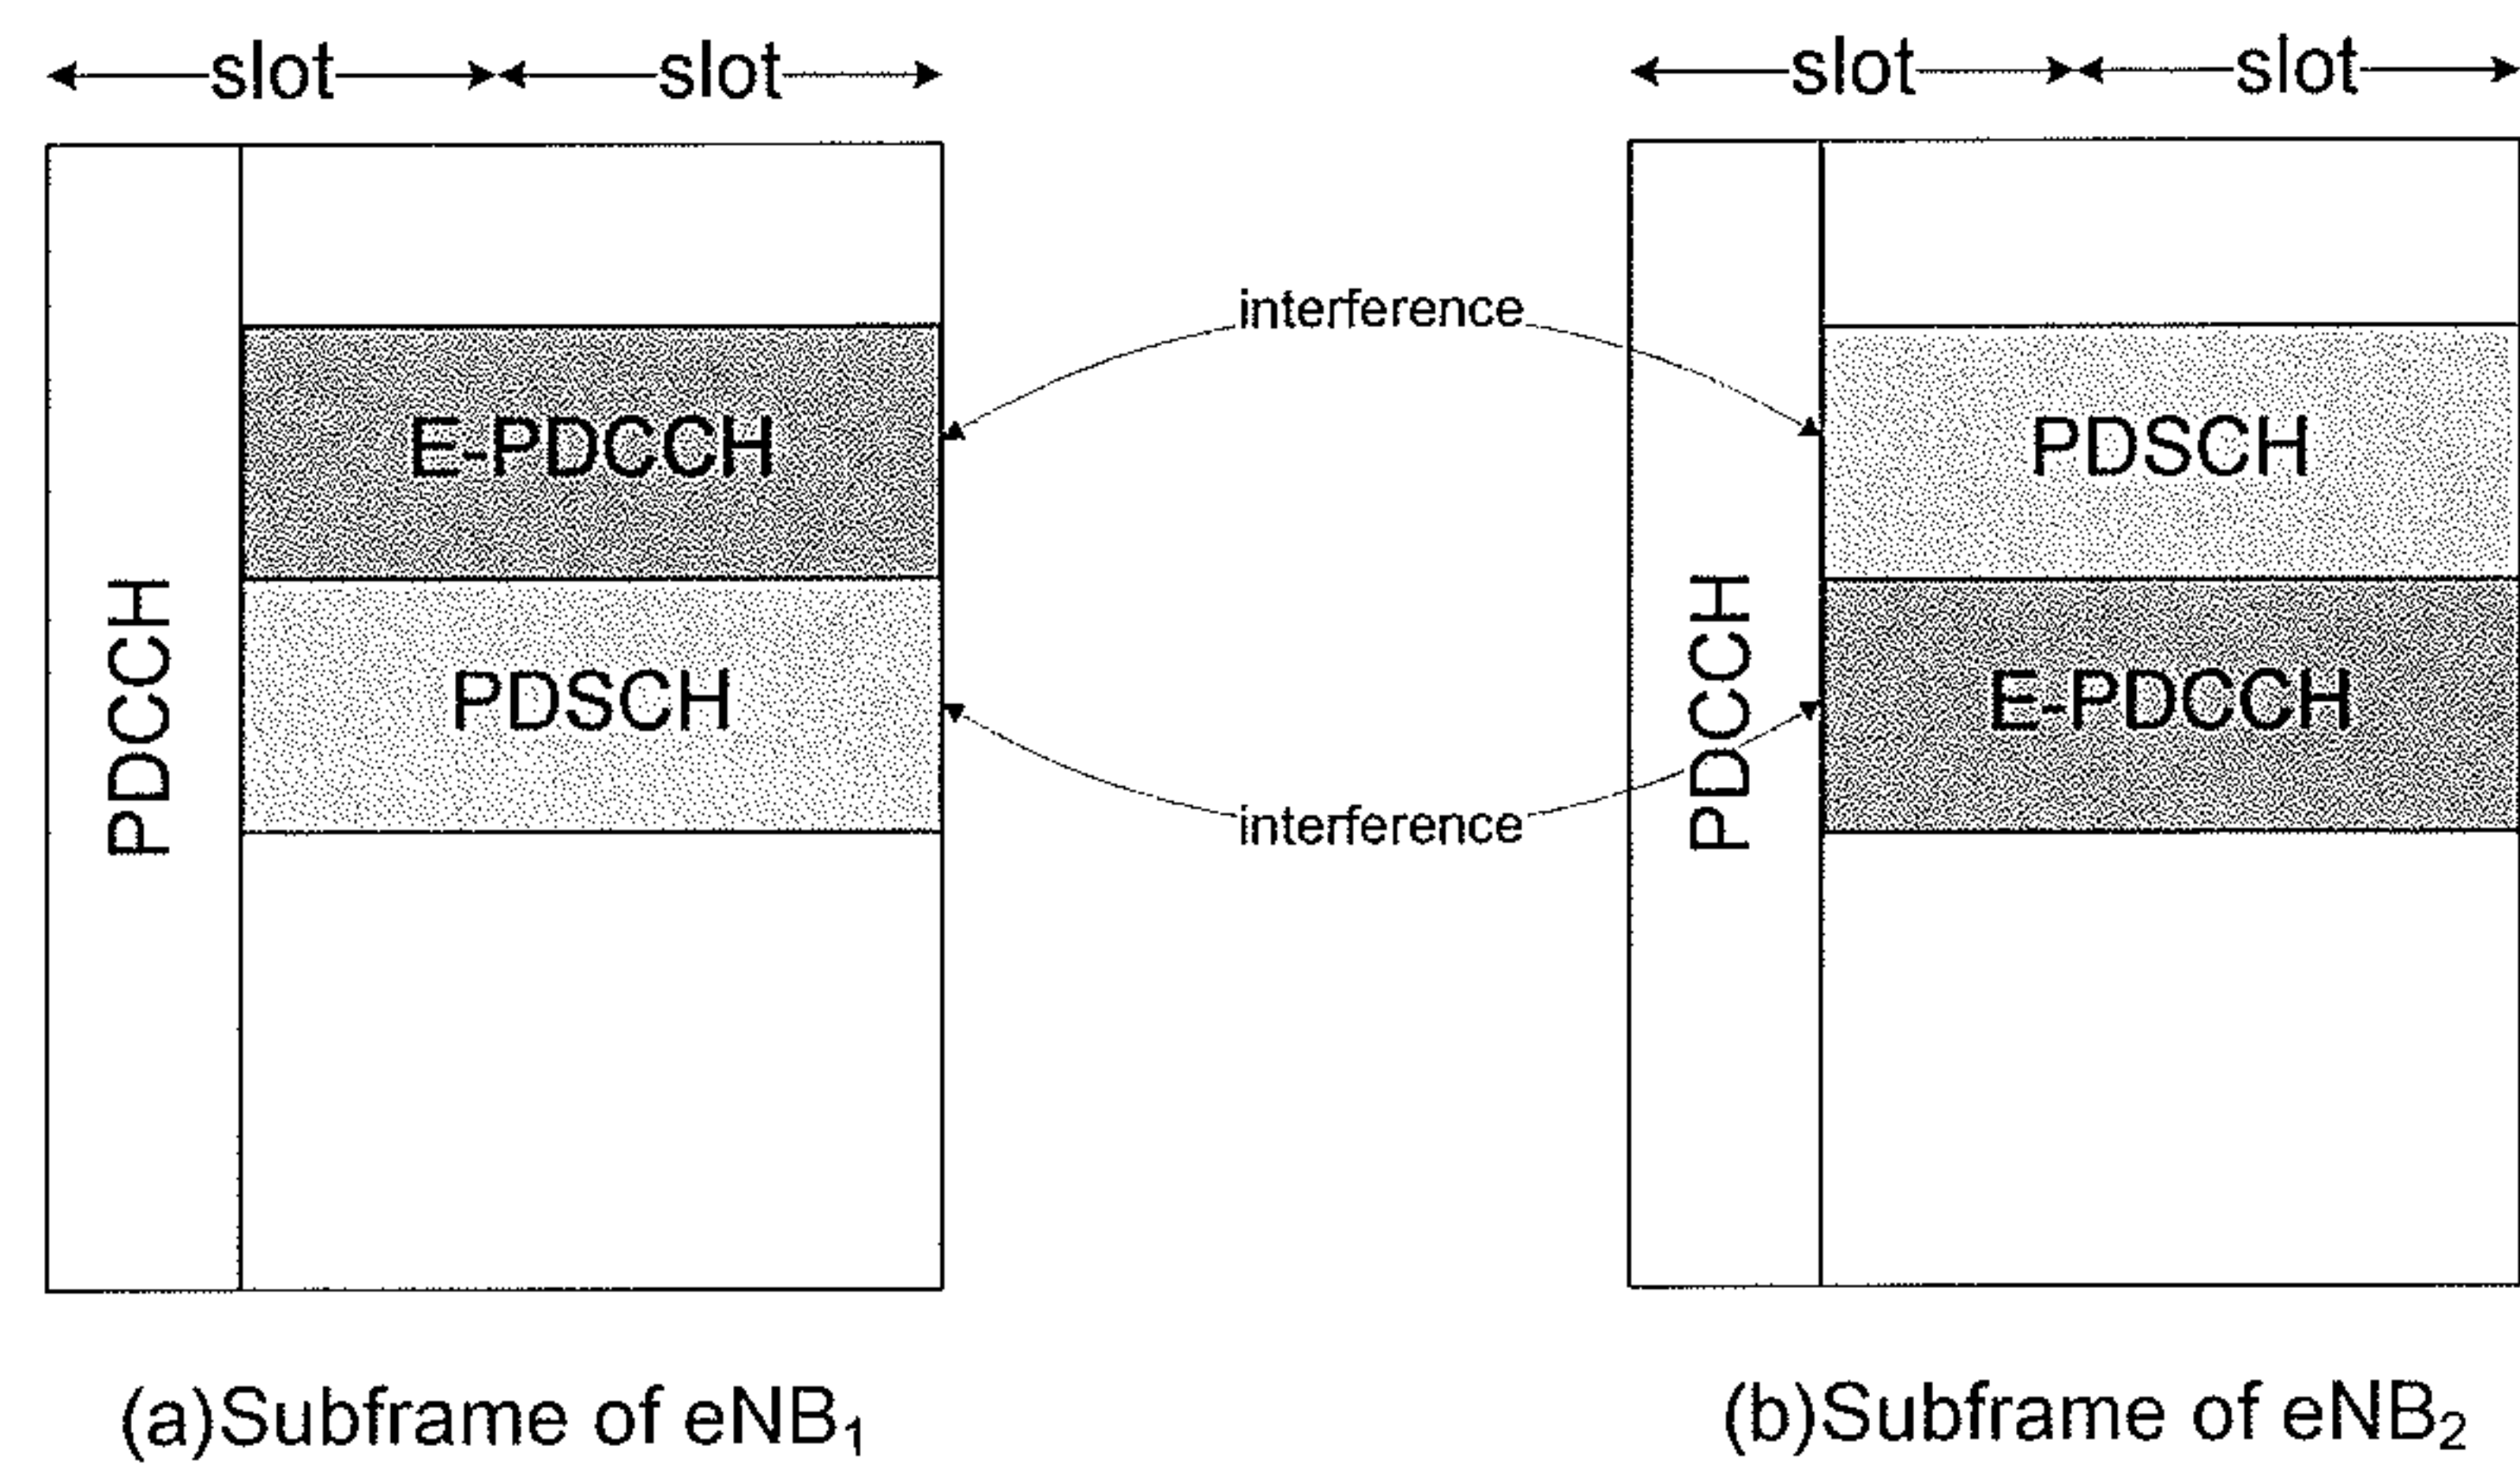 slot slot
PDCCH
E-PDCCH
PDSCH
(a)Subframe of eNB₁
interference
interference
slot slot
PDCCH
PDSCH
E-PDCCH
(b)Subframe of eNB₂